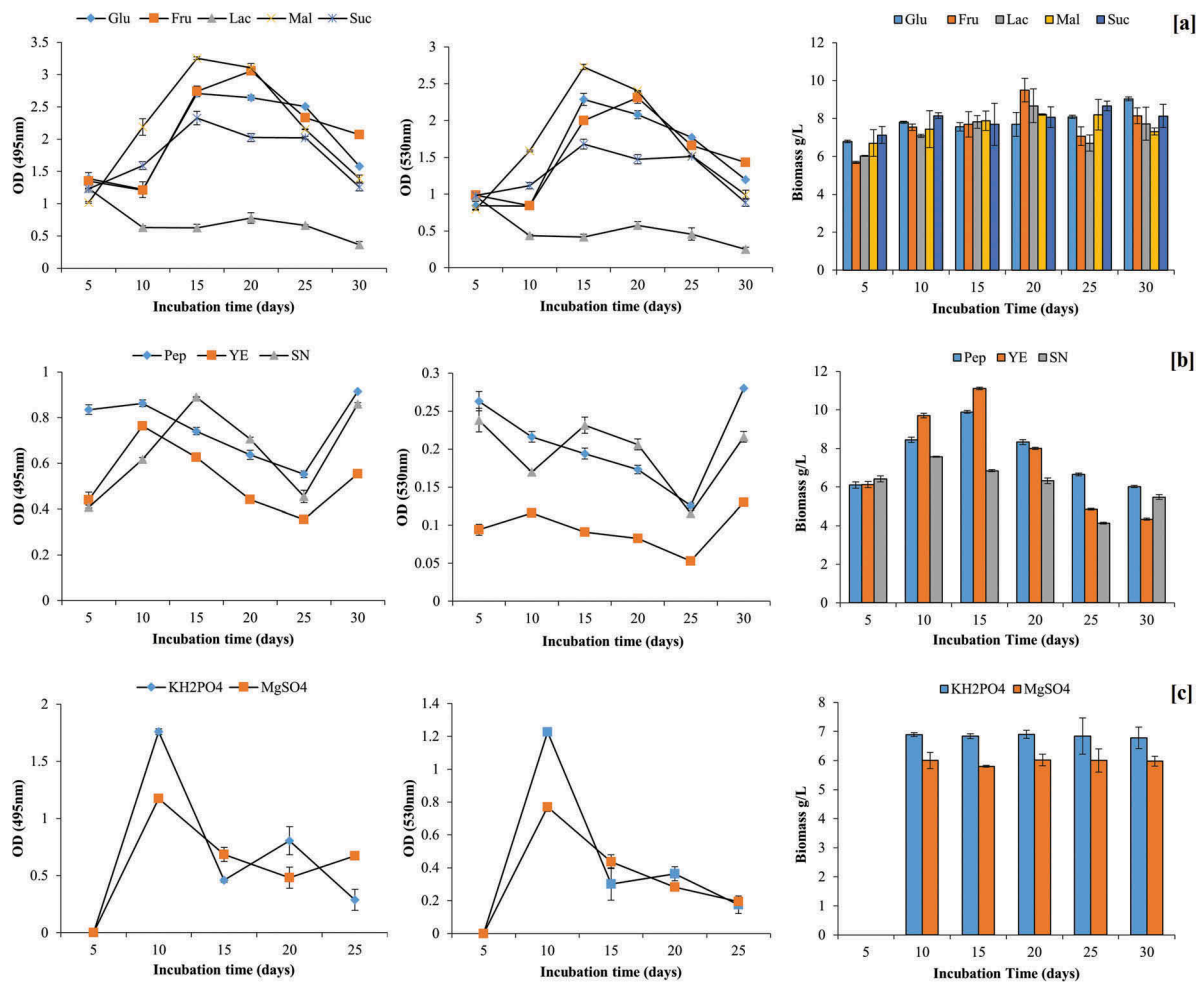 Glu Fru Lac Mal Suc
3.5
3
2.5
2
1.5
1
0.5
0
OD (495nm)
5 10 15 20 25 30
Incubation time (days)
3
2.5
2
1.5
1
0.5
0
OD (530nm)
5 10 15 20 25 30
Incubation time (days)
Glu Fru Lac Mal Suc
[a]
12
10
8
6
4
2
0
Biomass g/L
5 10 15 20 25 30
Incubation Time (days)
Pep YE SN
1
0.8
0.6
0.4
0.2
0
OD (495nm)
5 10 15 20 25 30
Incubation time (days)
0.3
0.25
0.2
0.15
0.1
0.05
0
OD (530nm)
5 10 15 20 25 30
Incubation time (days)
Pep YE SN
[b]
12
10
8
6
4
2
0
Biomass g/L
5 10 15 20 25 30
Incubation Time (days)
KH2PO4 MgSO4
2
1.5
1
0.5
0
OD (495nm)
5 10 15 20 25
Incubation time (days)
1.4
1.2
1
0.8
0.6
0.4
0.2
0
OD (530nm)
5 10 15 20 25
Incubation time (days)
KH2PO4 MgSO4
[c]
8
7
6
5
4
3
2
1
0
Biomass g/L
5 10 15 20 25 30
Incubation Time (days)